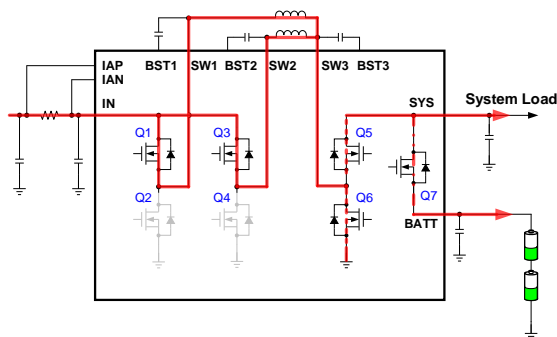 IAP
IAN
IN
BST1 SW1 BST2 SW2 SW3 BST3
SYS
System Load
Q1 Q3 Q5
Q2 Q4 Q6 Q7
BATT